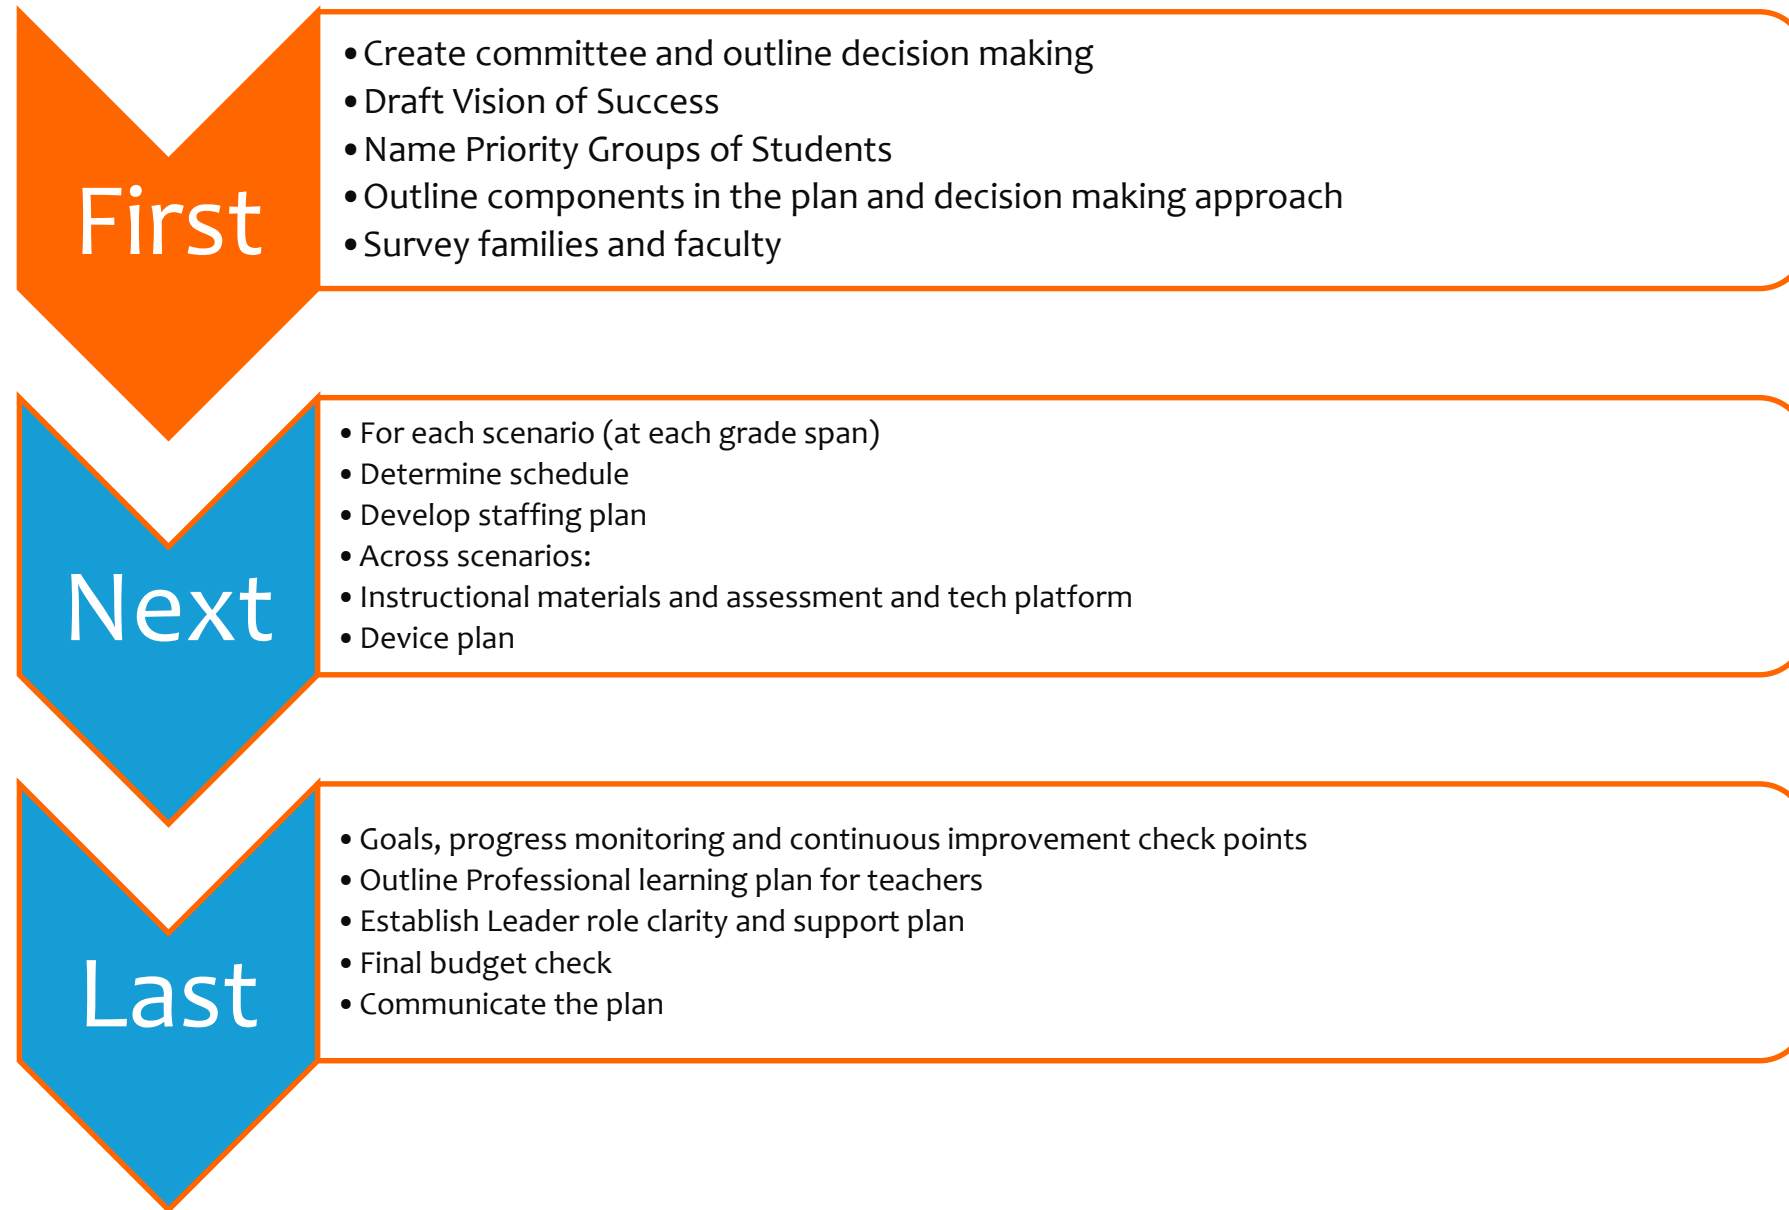 First
•Create committee and outline decision making
•Draft Vision of Success
•Name Priority Groups of Students
•Outline components in the plan and decision making approach
•Survey families and faculty
Next
•For each scenario (at each grade span)
•Determine schedule
•Develop staffing plan
•Across scenarios:
•Instructional materials and assessment and tech platform
•Device plan
Last
•Goals, progress monitoring and continuous improvement check points
•Outline Professional learning plan for teachers
•Establish Leader role clarity and support plan
•Final budget check
•Communicate the plan